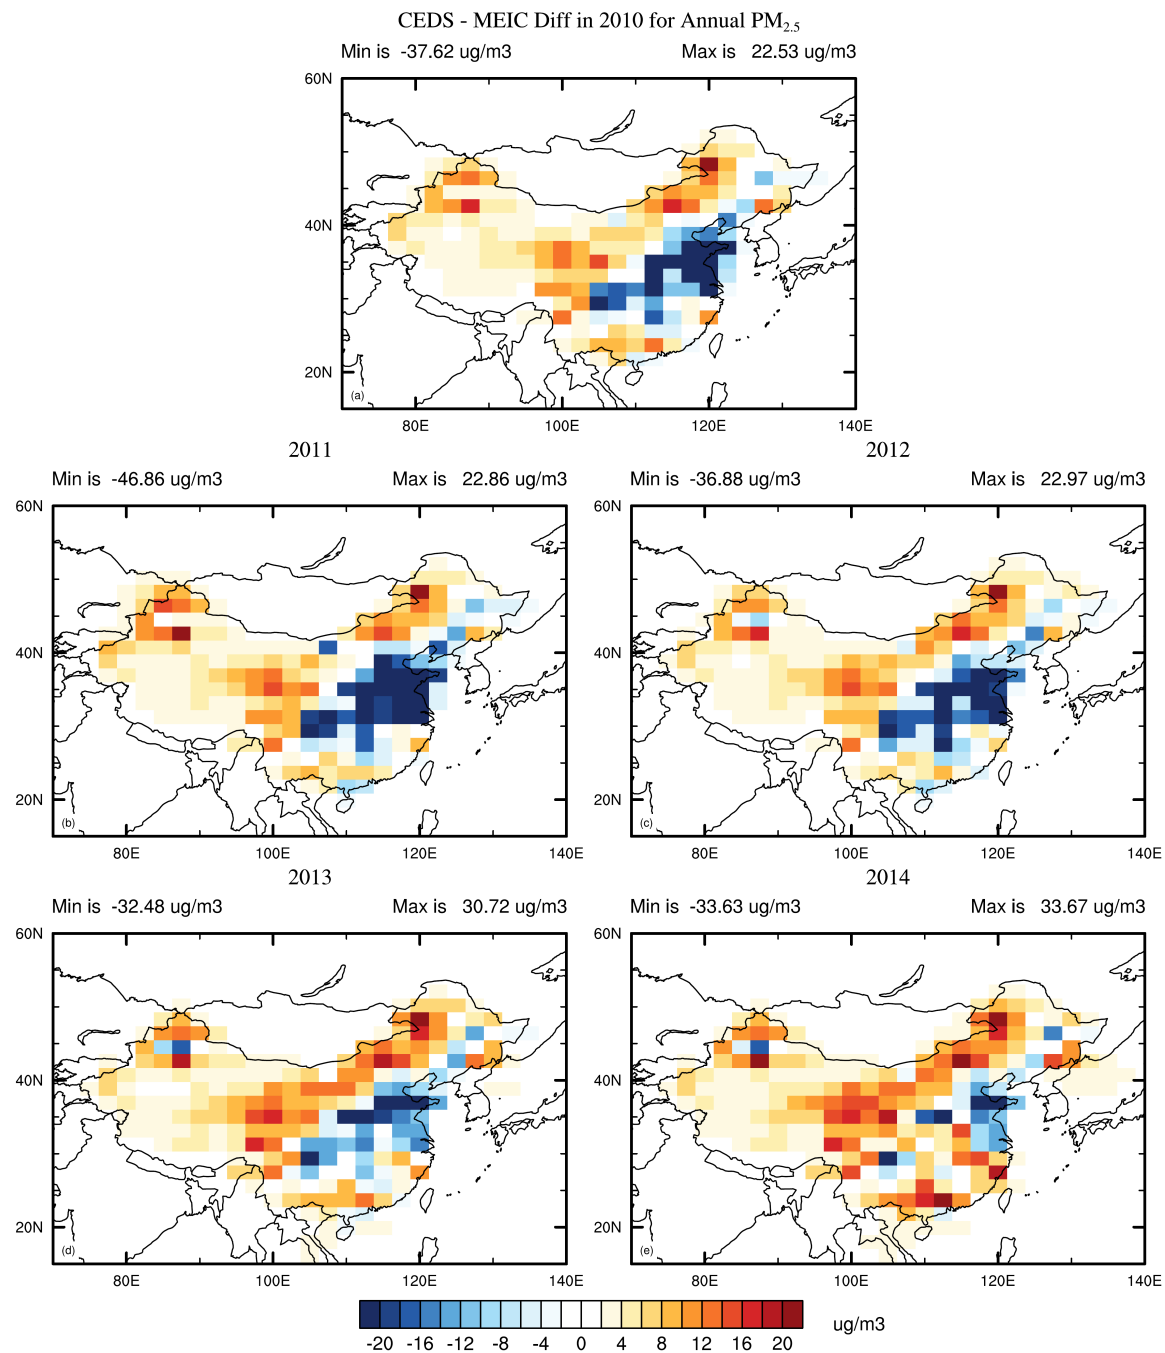 CEDS - MEIC Diff in 2010 for Annual PM2.5
Min is -37.62 ug/m3 Max is 22.53 ug/m3
60N
40N
20N
(a)
80E 100E 120E 140E
2011 2012
Min is -46.86 ug/m3 Max is 22.86 ug/m3 Min is -36.88 ug/m3 Max is 22.97 ug/m3
60N 60N
40N 40N
20N 20N
(b) (c)
80E 100E 120E 140E 80E 100E 120E 140E
2013 2014
Min is -32.48 ug/m3 Max is 30.72 ug/m3 Min is -33.63 ug/m3 Max is 33.67 ug/m3
60N 60N
40N 40N
20N 20N
(d) (e)
80E 100E 120E 140E 80E 100E 120E 140E
-20 -16 -12 -8 -4 0 4 8 12 16 20 ug/m3